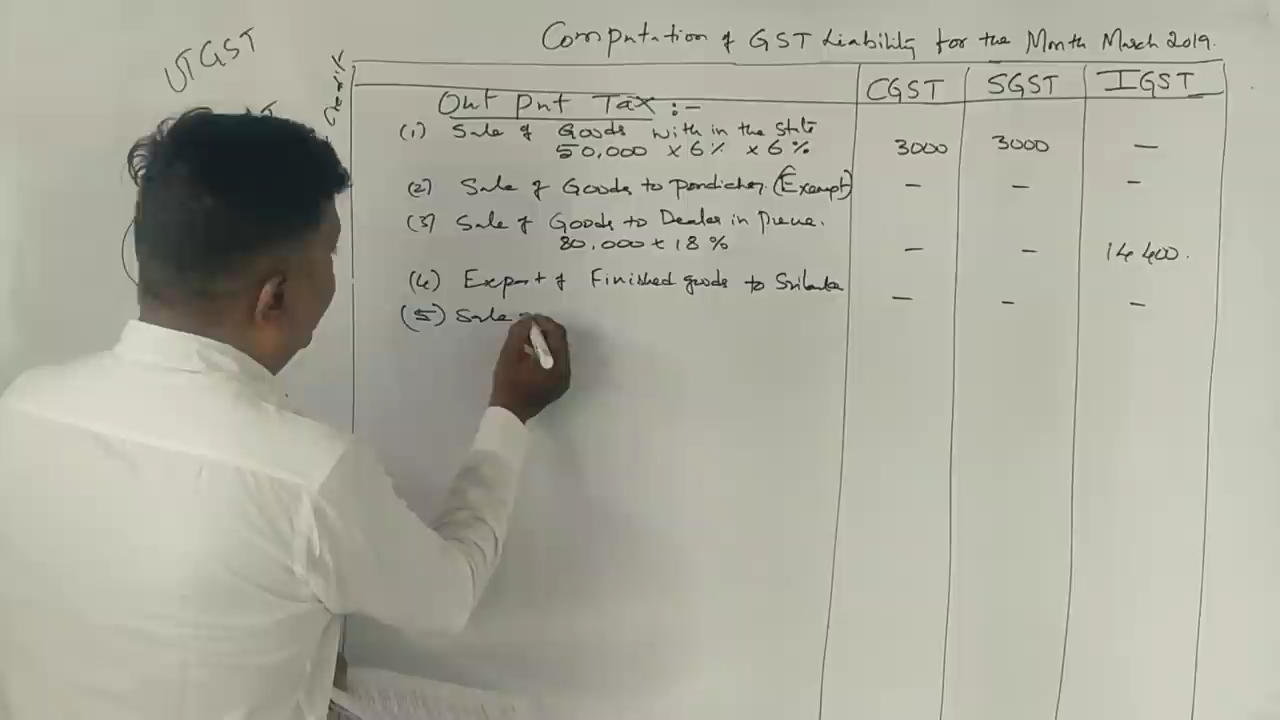 Computation of GST Liability for the Month March 2019.
UTGST
CGST SGST IGST
Out Put Tax :-
(1) Sale of Goods with in the State
50,000 x 6% x 6% 3000 3000 —
(2) Sale of Goods to Pondichery. (Exempt) - - -
(3) Sale of Goods to Dealer in
80,000 x 18% - - 14400.
(4) Export of Finished goods to Srilanka - - -
(5) Sale